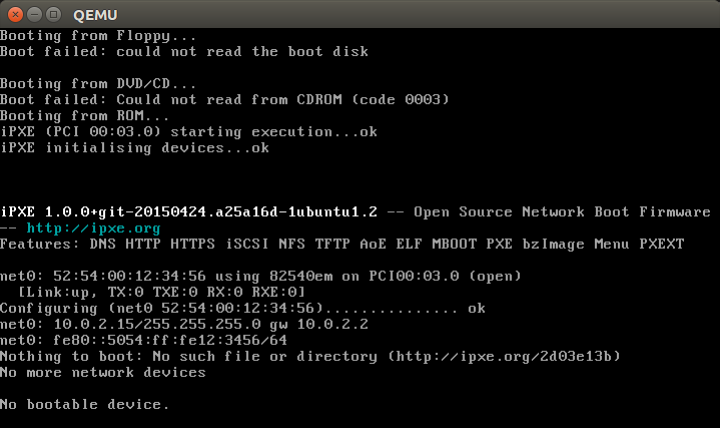 QEMU
Booting from Floppy...
Boot failed: could not read the boot disk
Booting from DVD/CD...
Boot failed: Could not read from CDROM (code 0003)
Booting from ROM...
iPXE (PCI 00:03.0) starting execution...ok
iPXE initialising devices...ok
iPXE 1.0.0+git-20150424.a25a16d-1ubuntu1.2 -- Open Source Network Boot Firmware
-- http://ipxe.org
Features: DNS HTTP HTTPS iSCSI NFS TFTP AoE ELF MBOOT PXE bzImage Menu PXEXT
net0: 52:54:00:12:34:56 using 82540em on PCI00:03.0 (open)
[Link:up, TX:0 TXE:0 RX:0 RXE:0]
Configuring (net0 52:54:00:12:34:56)............... ok
net0: 10.0.2.15/255.255.255.0 gw 10.0.2.2
net0: fe80::5054:ff:fe12:3456/64
Nothing to boot: No such file or directory (http://ipxe.org/2d03e13b)
No more network devices
No bootable device.